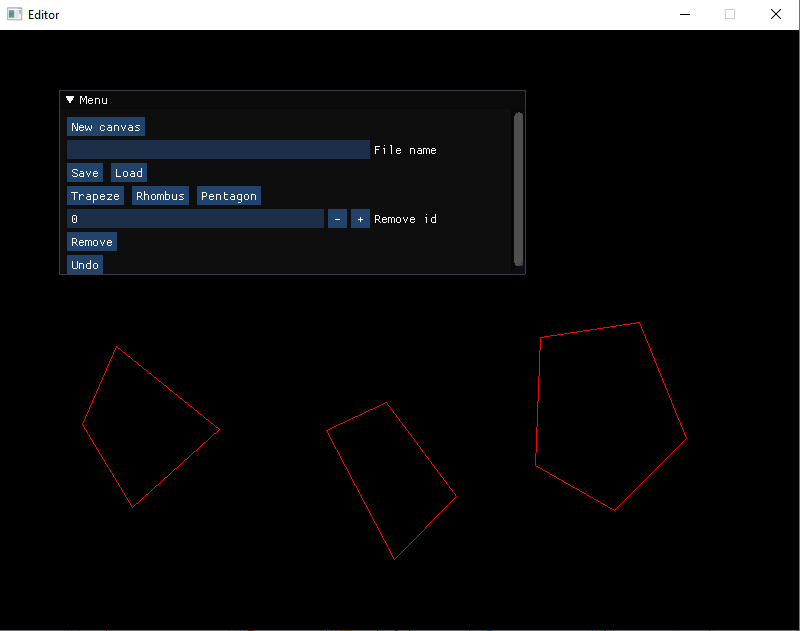 Editor
Menu
New canvas
File name
Save Load
Trapeze Rhombus Pentagon
0 - + Remove id
Remove
Undo